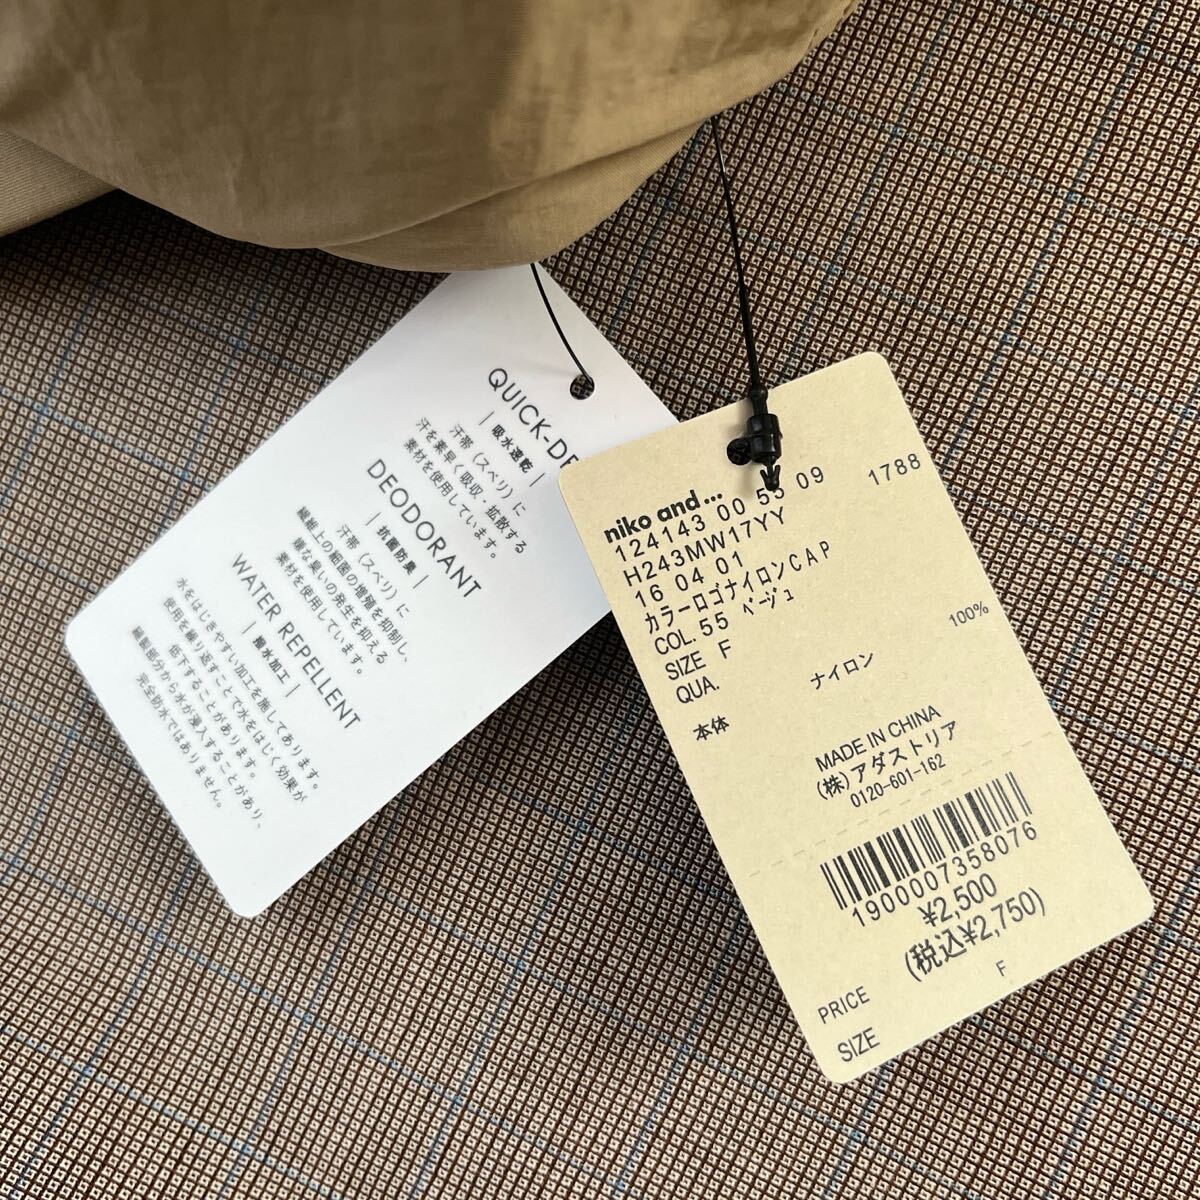 QUICK-D
| 吸水速乾 |
汗帯（スベリ）に
汗を素早く吸収・拡散する
素材を使用しています。
DEODORANT
| 抗菌防臭 |
汗帯（スベリ）に
繊維上の細菌の増殖を抑制し、
嫌な臭いの発生を抑える
素材を使用しています。
WATER REPELLENT
| 撥水加工 |
水をはじきやすい加工を施してあります。
使用を繰り返すことで水をはじく効果が
低下することがあります。
縫製部分から水が浸入することがあり、
完全防水ではありません。
niko and ...
124143 00 55 09 1788
H243MW17YY
16 04 01
カラーロゴナイロンCAP
COL. 55 ベージュ
SIZE F
QUA.
本体 ナイロン 100%
MADE IN CHINA
(株)アダストリア
0120-601-162
1900007358076
¥2,500
(税込¥2,750)
PRICE
SIZE F